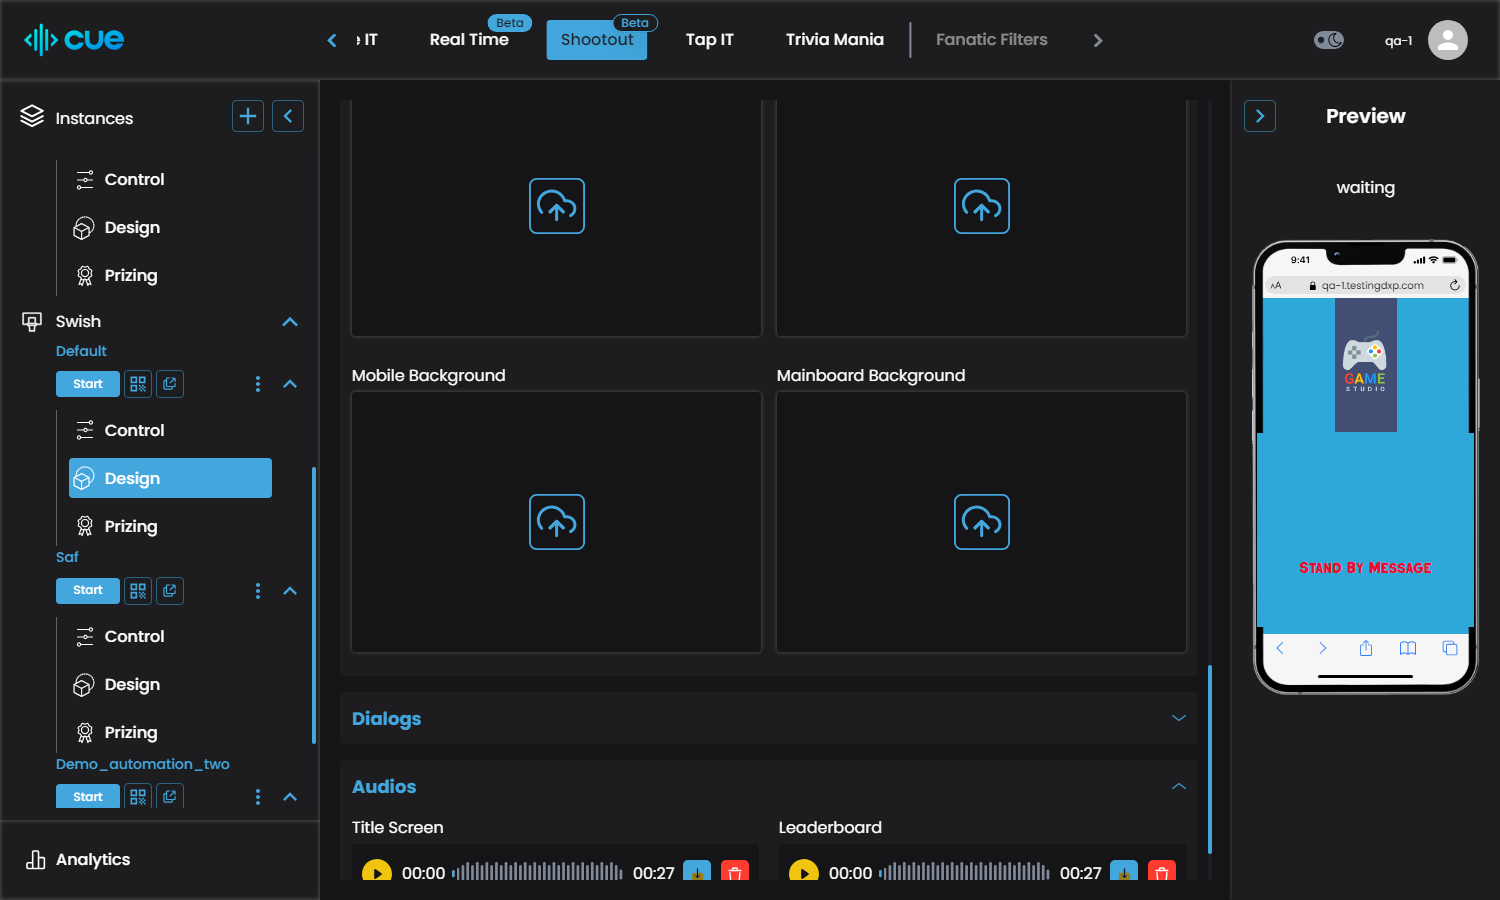 cue
e IT
Real Time
Beta
Shootout
Beta
Tap IT
Trivia Mania
Fanatic Filters
qa-1
Instances
Control
Design
Prizing
Swish
Default
Start
Control
Design
Prizing
Saf
Start
Control
Design
Prizing
Demo_automation_two
Start
Analytics
Mobile Background
Mainboard Background
Dialogs
Audios
Title Screen
Leaderboard
00:00
00:27
00:00
00:27
Preview
waiting
9:41
AA
qa-1.testingdxp.com
GAME
STUDIO
Stand By Message